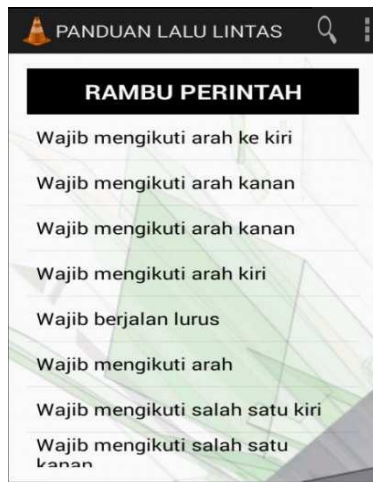 PANDUAN LALU LINTAS
RAMBU PERINTAH
Wajib mengikuti arah ke kiri
Wajib mengikuti arah kanan
Wajib mengikuti arah kanan
Wajib mengikuti arah kiri
Wajib berjalan lurus
Wajib mengikuti arah
Wajib mengikuti salah satu kiri
Wajib mengikuti salah satu
kanan